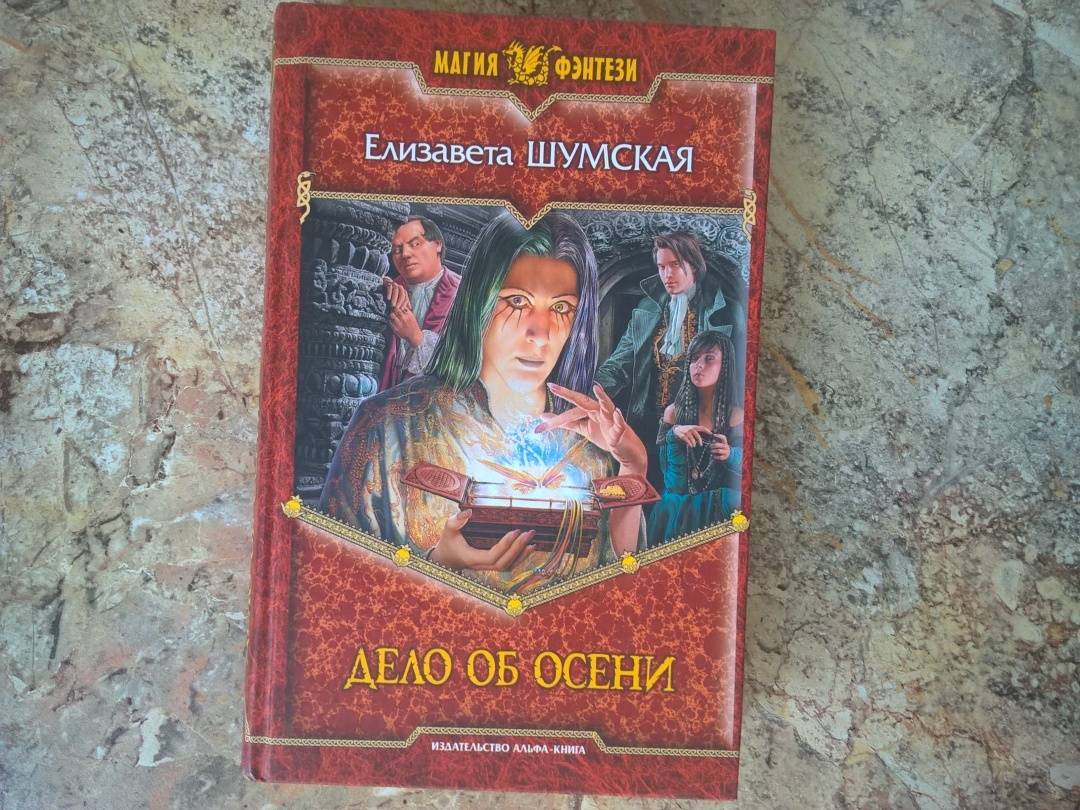 МАГИЯ ФЭНТЕЗИ
Елизавета ШУМСКАЯ
ДЕЛО ОБ ОСЕНИ
ИЗДАТЕЛЬСТВО АЛЬФА-КНИГА